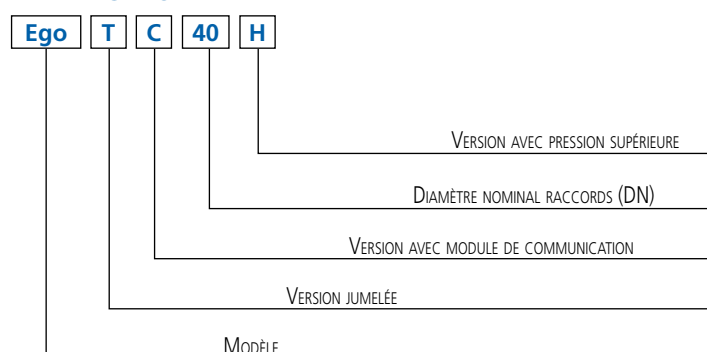 Ego T C 40 H
Version avec pression supérieure
Diamètre nominal raccords (DN)
Version avec module de communication
Version jumelée
Modèle